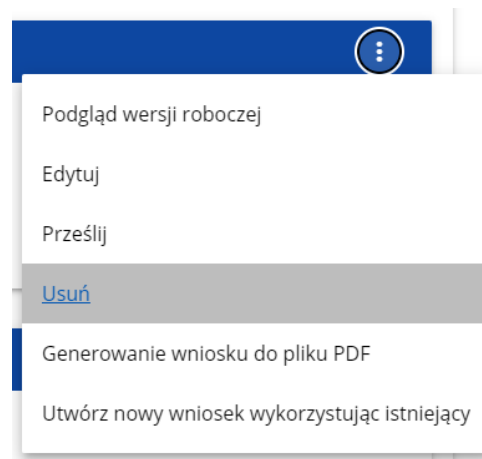 Podgląd wersji roboczej
Edytuj
Prześlij
Usuń
Generowanie wniosku do pliku PDF
Utwórz nowy wniosek wykorzystując istniejący